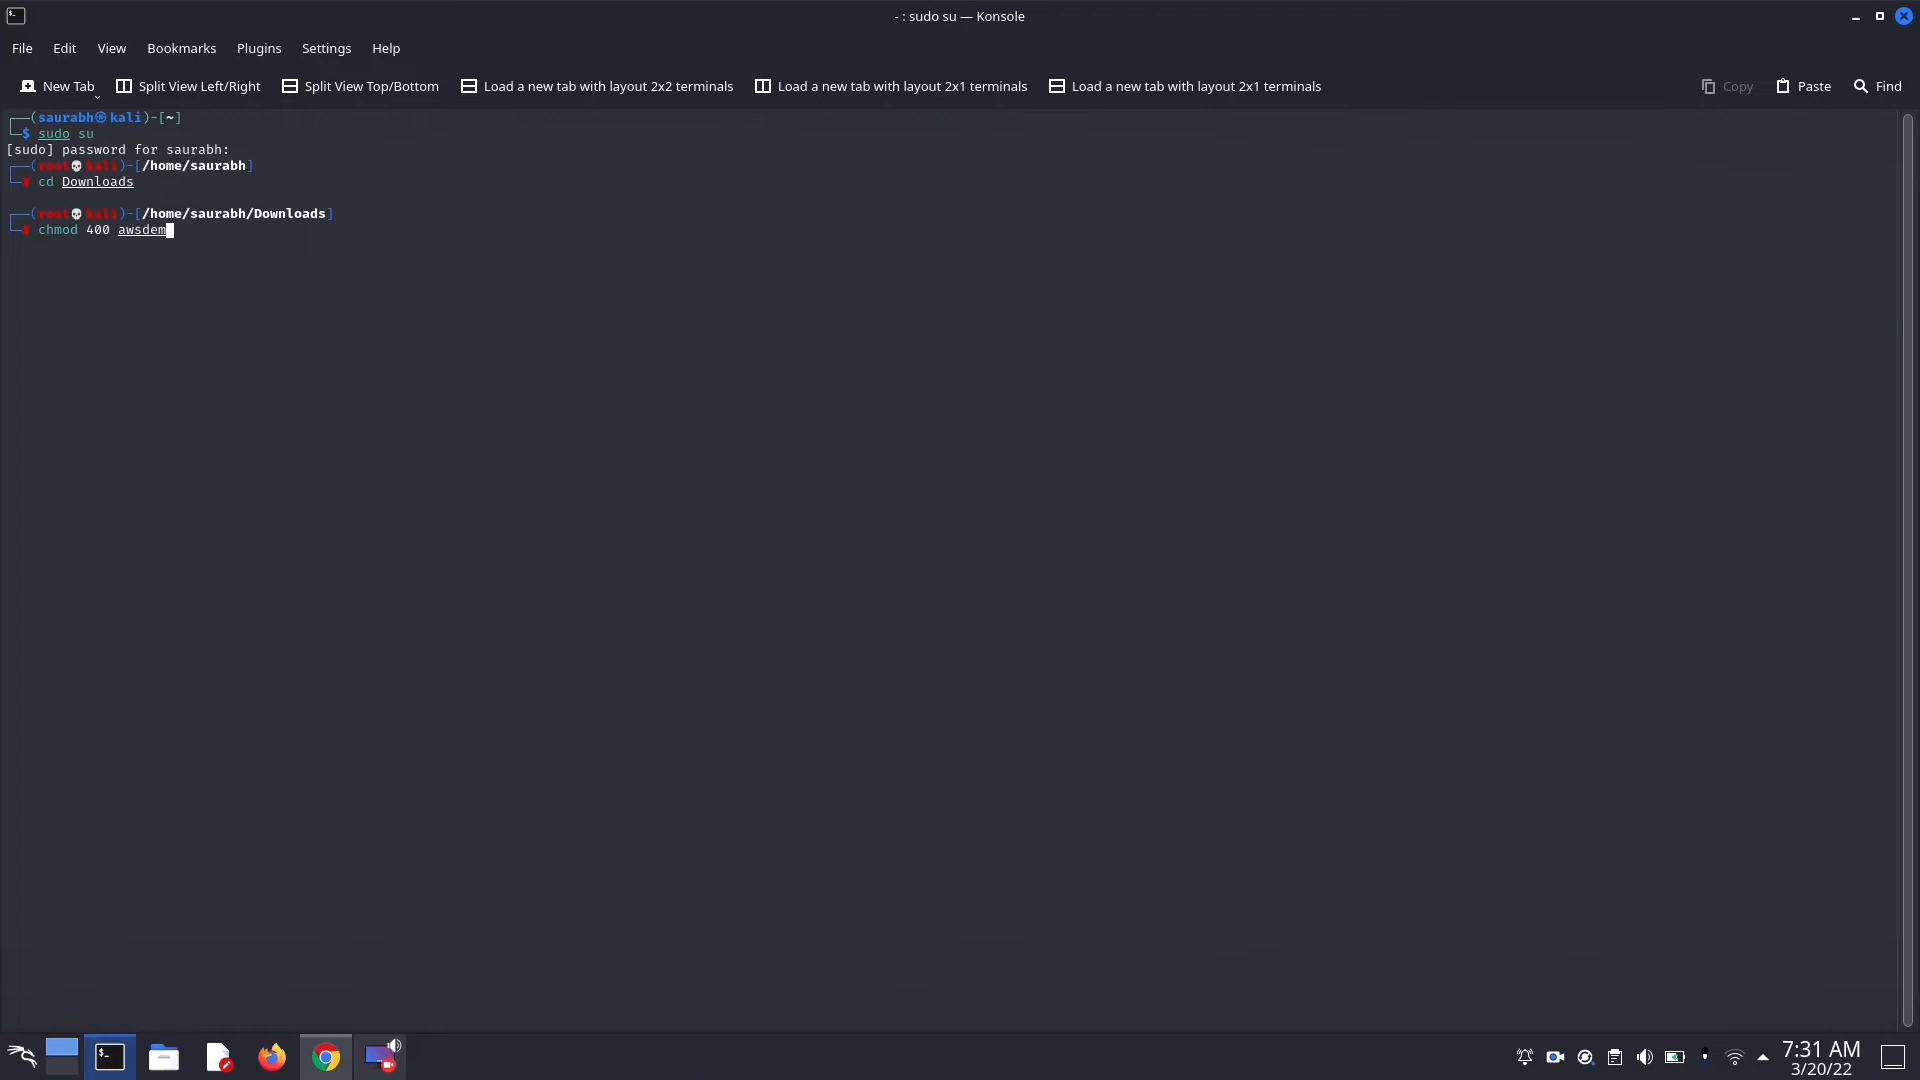 - : sudo su — Konsole
File Edit View Bookmarks Plugins Settings Help
New Tab Split View Left/Right Split View Top/Bottom Load a new tab with layout 2x2 terminals Load a new tab with layout 2x1 terminals Load a new tab with layout 2x1 terminals Copy Paste Find
┌──(saurabh㉿kali)-[~]
└─$ sudo su
[sudo] password for saurabh:
┌──(root💀kali)-[/home/saurabh]
└─# cd Downloads
┌──(root💀kali)-[/home/saurabh/Downloads]
└─# chmod 400 awsdem
7:31 AM
3/20/22